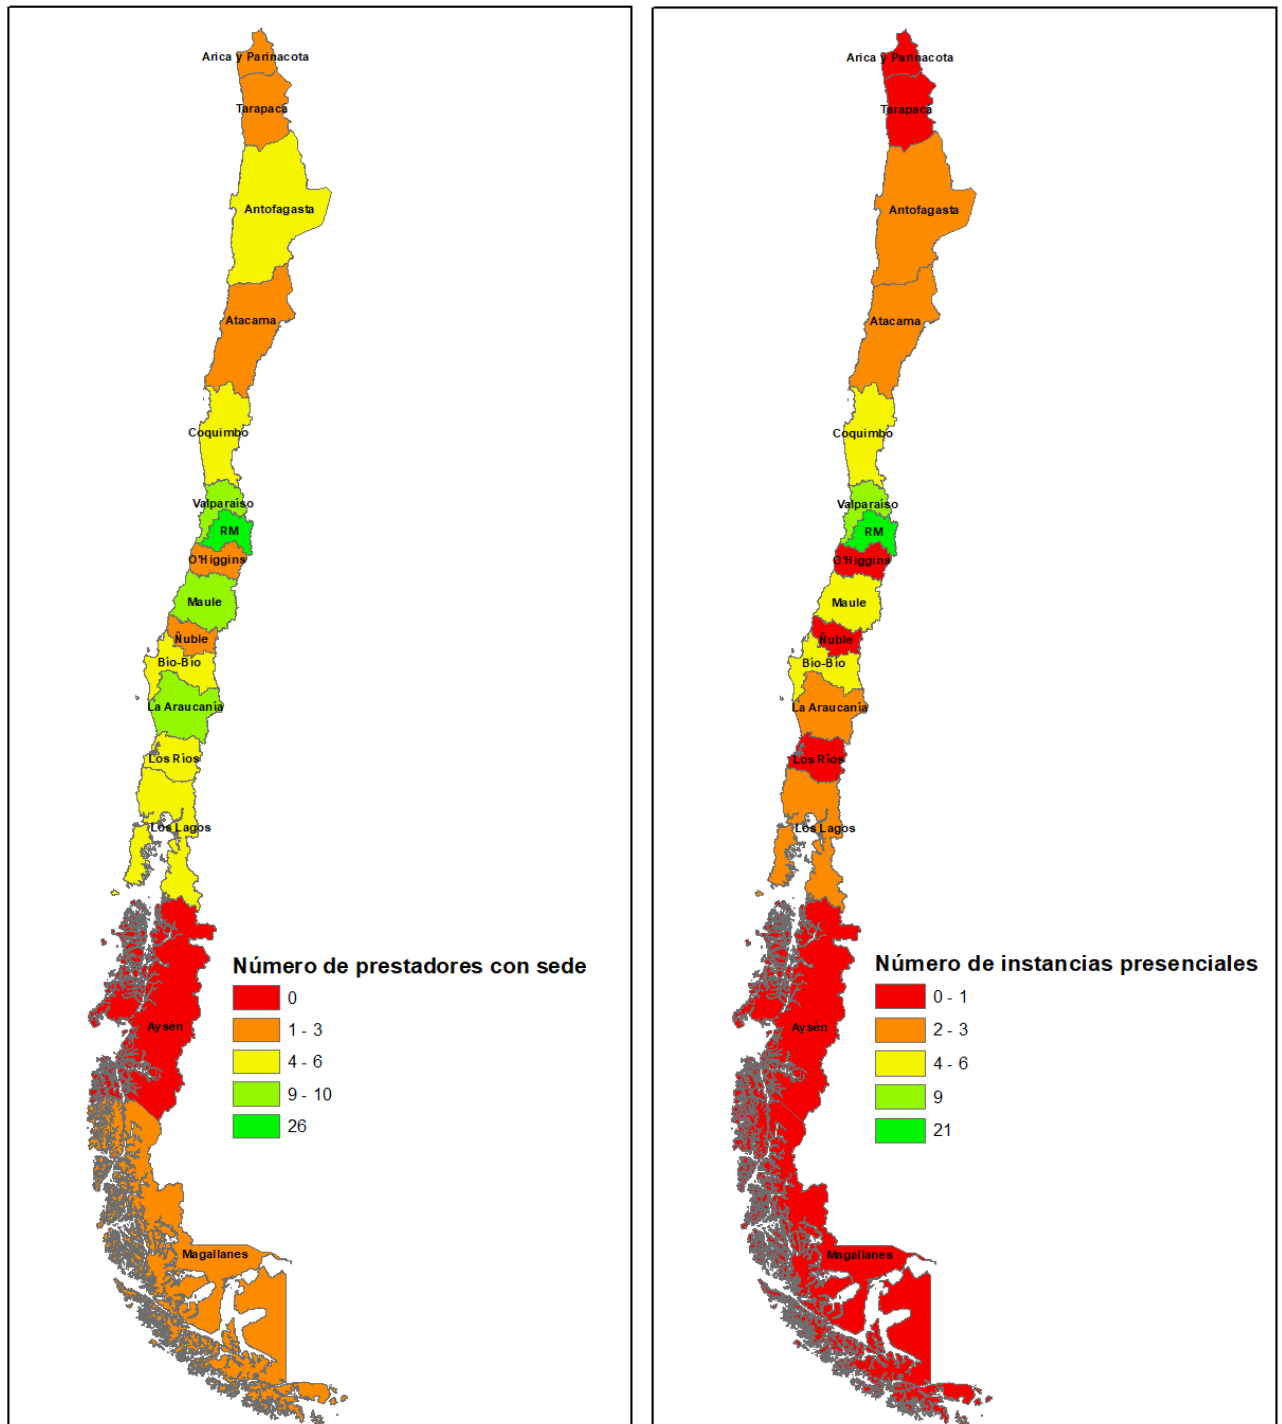 Arica y Parinacota
Tarapacá
Antofagasta
Atacama
Coquimbo
Valparaíso
RM
O'Higgins
Maule
Ñuble
Bío-Bío
La Araucanía
Los Ríos
Los Lagos
Aysén
Magallanes
Número de prestadores con sede
0
1 - 3
4 - 6
9 - 10
26
Arica y Parinacota
Tarapacá
Antofagasta
Atacama
Coquimbo
Valparaíso
RM
O'Higgins
Maule
Ñuble
Bío-Bío
La Araucanía
Los Ríos
Los Lagos
Aysén
Magallanes
Número de instancias presenciales
0 - 1
2 - 3
4 - 6
9
21